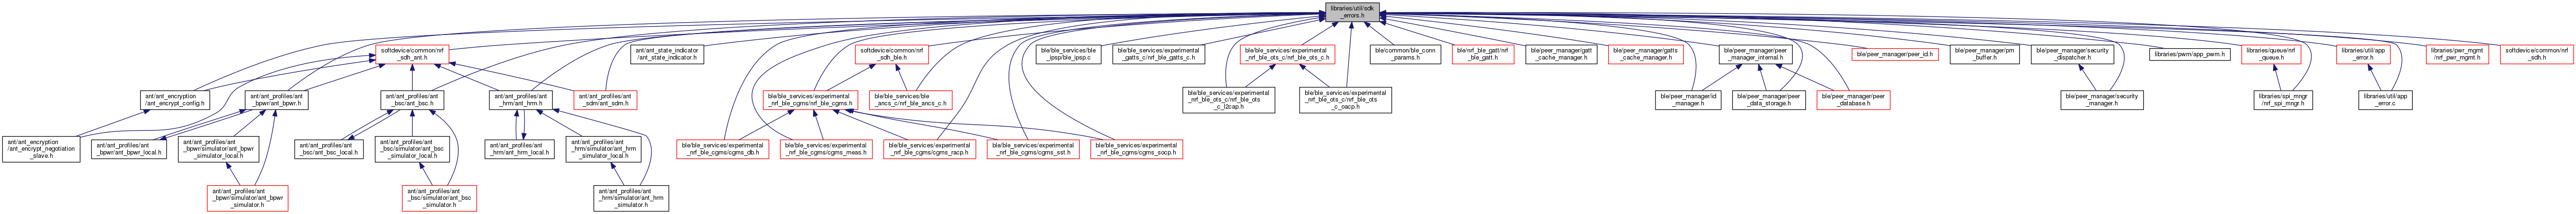 libraries/util/sdk
_errors.h
softdevice/common/nrf
_sdh_ant.h
ant/ant_state_indicator
/ant_state_indicator.h
softdevice/common/nrf
_sdh_ble.h
ble/ble_services/ble
_ipsp/ble_ipsp.c
ble/ble_services/experimental
_gatts_c/nrf_ble_gatts_c.h
ble/ble_services/experimental
_nrf_ble_ots_c/nrf_ble_ots_c.h
ble/common/ble_conn
_params.h
ble/nrf_ble_gatt/nrf
_ble_gatt.h
ble/peer_manager/gatt
_cache_manager.h
ble/peer_manager/gatts
_cache_manager.h
ble/peer_manager/peer
_manager_internal.h
ble/peer_manager/peer_id.h
ble/peer_manager/pm
_buffer.h
ble/peer_manager/security
_dispatcher.h
libraries/pwm/app_pwm.h
libraries/queue/nrf
_queue.h
libraries/util/app
_error.h
libraries/pwr_mgmt
/nrf_pwr_mgmt.h
softdevice/common/nrf
_sdh.h
ant/ant_encryption
/ant_encrypt_config.h
ant/ant_profiles/ant
_bpwr/ant_bpwr.h
ant/ant_profiles/ant
_bsc/ant_bsc.h
ant/ant_profiles/ant
_hrm/ant_hrm.h
ant/ant_profiles/ant
_sdm/ant_sdm.h
ble/ble_services/experimental
_nrf_ble_cgms/nrf_ble_cgms.h
ble/ble_services/ble
_ancs_c/nrf_ble_ancs_c.h
ble/ble_services/experimental
_nrf_ble_ots_c/nrf_ble_ots
_c_l2cap.h
ble/ble_services/experimental
_nrf_ble_ots_c/nrf_ble_ots
_c_oacp.h
ble/peer_manager/id
_manager.h
ble/peer_manager/peer
_data_storage.h
ble/peer_manager/peer
_database.h
ble/peer_manager/security
_manager.h
libraries/spi_mngr
/nrf_spi_mngr.h
libraries/util/app
_error.c
ant/ant_encryption
/ant_encrypt_negotiation
_slave.h
ant/ant_profiles/ant
_bpwr/ant_bpwr_local.h
ant/ant_profiles/ant
_bpwr/simulator/ant_bpwr
_simulator_local.h
ant/ant_profiles/ant
_bsc/ant_bsc_local.h
ant/ant_profiles/ant
_bsc/simulator/ant_bsc
_simulator_local.h
ant/ant_profiles/ant
_hrm/ant_hrm_local.h
ant/ant_profiles/ant
_hrm/simulator/ant_hrm
_simulator_local.h
ble/ble_services/experimental
_nrf_ble_cgms/cgms_db.h
ble/ble_services/experimental
_nrf_ble_cgms/cgms_meas.h
ble/ble_services/experimental
_nrf_ble_cgms/cgms_racp.h
ble/ble_services/experimental
_nrf_ble_cgms/cgms_sst.h
ble/ble_services/experimental
_nrf_ble_cgms/cgms_socp.h
ant/ant_profiles/ant
_bpwr/simulator/ant_bpwr
_simulator.h
ant/ant_profiles/ant
_bsc/simulator/ant_bsc
_simulator.h
ant/ant_profiles/ant
_hrm/simulator/ant_hrm
_simulator.h